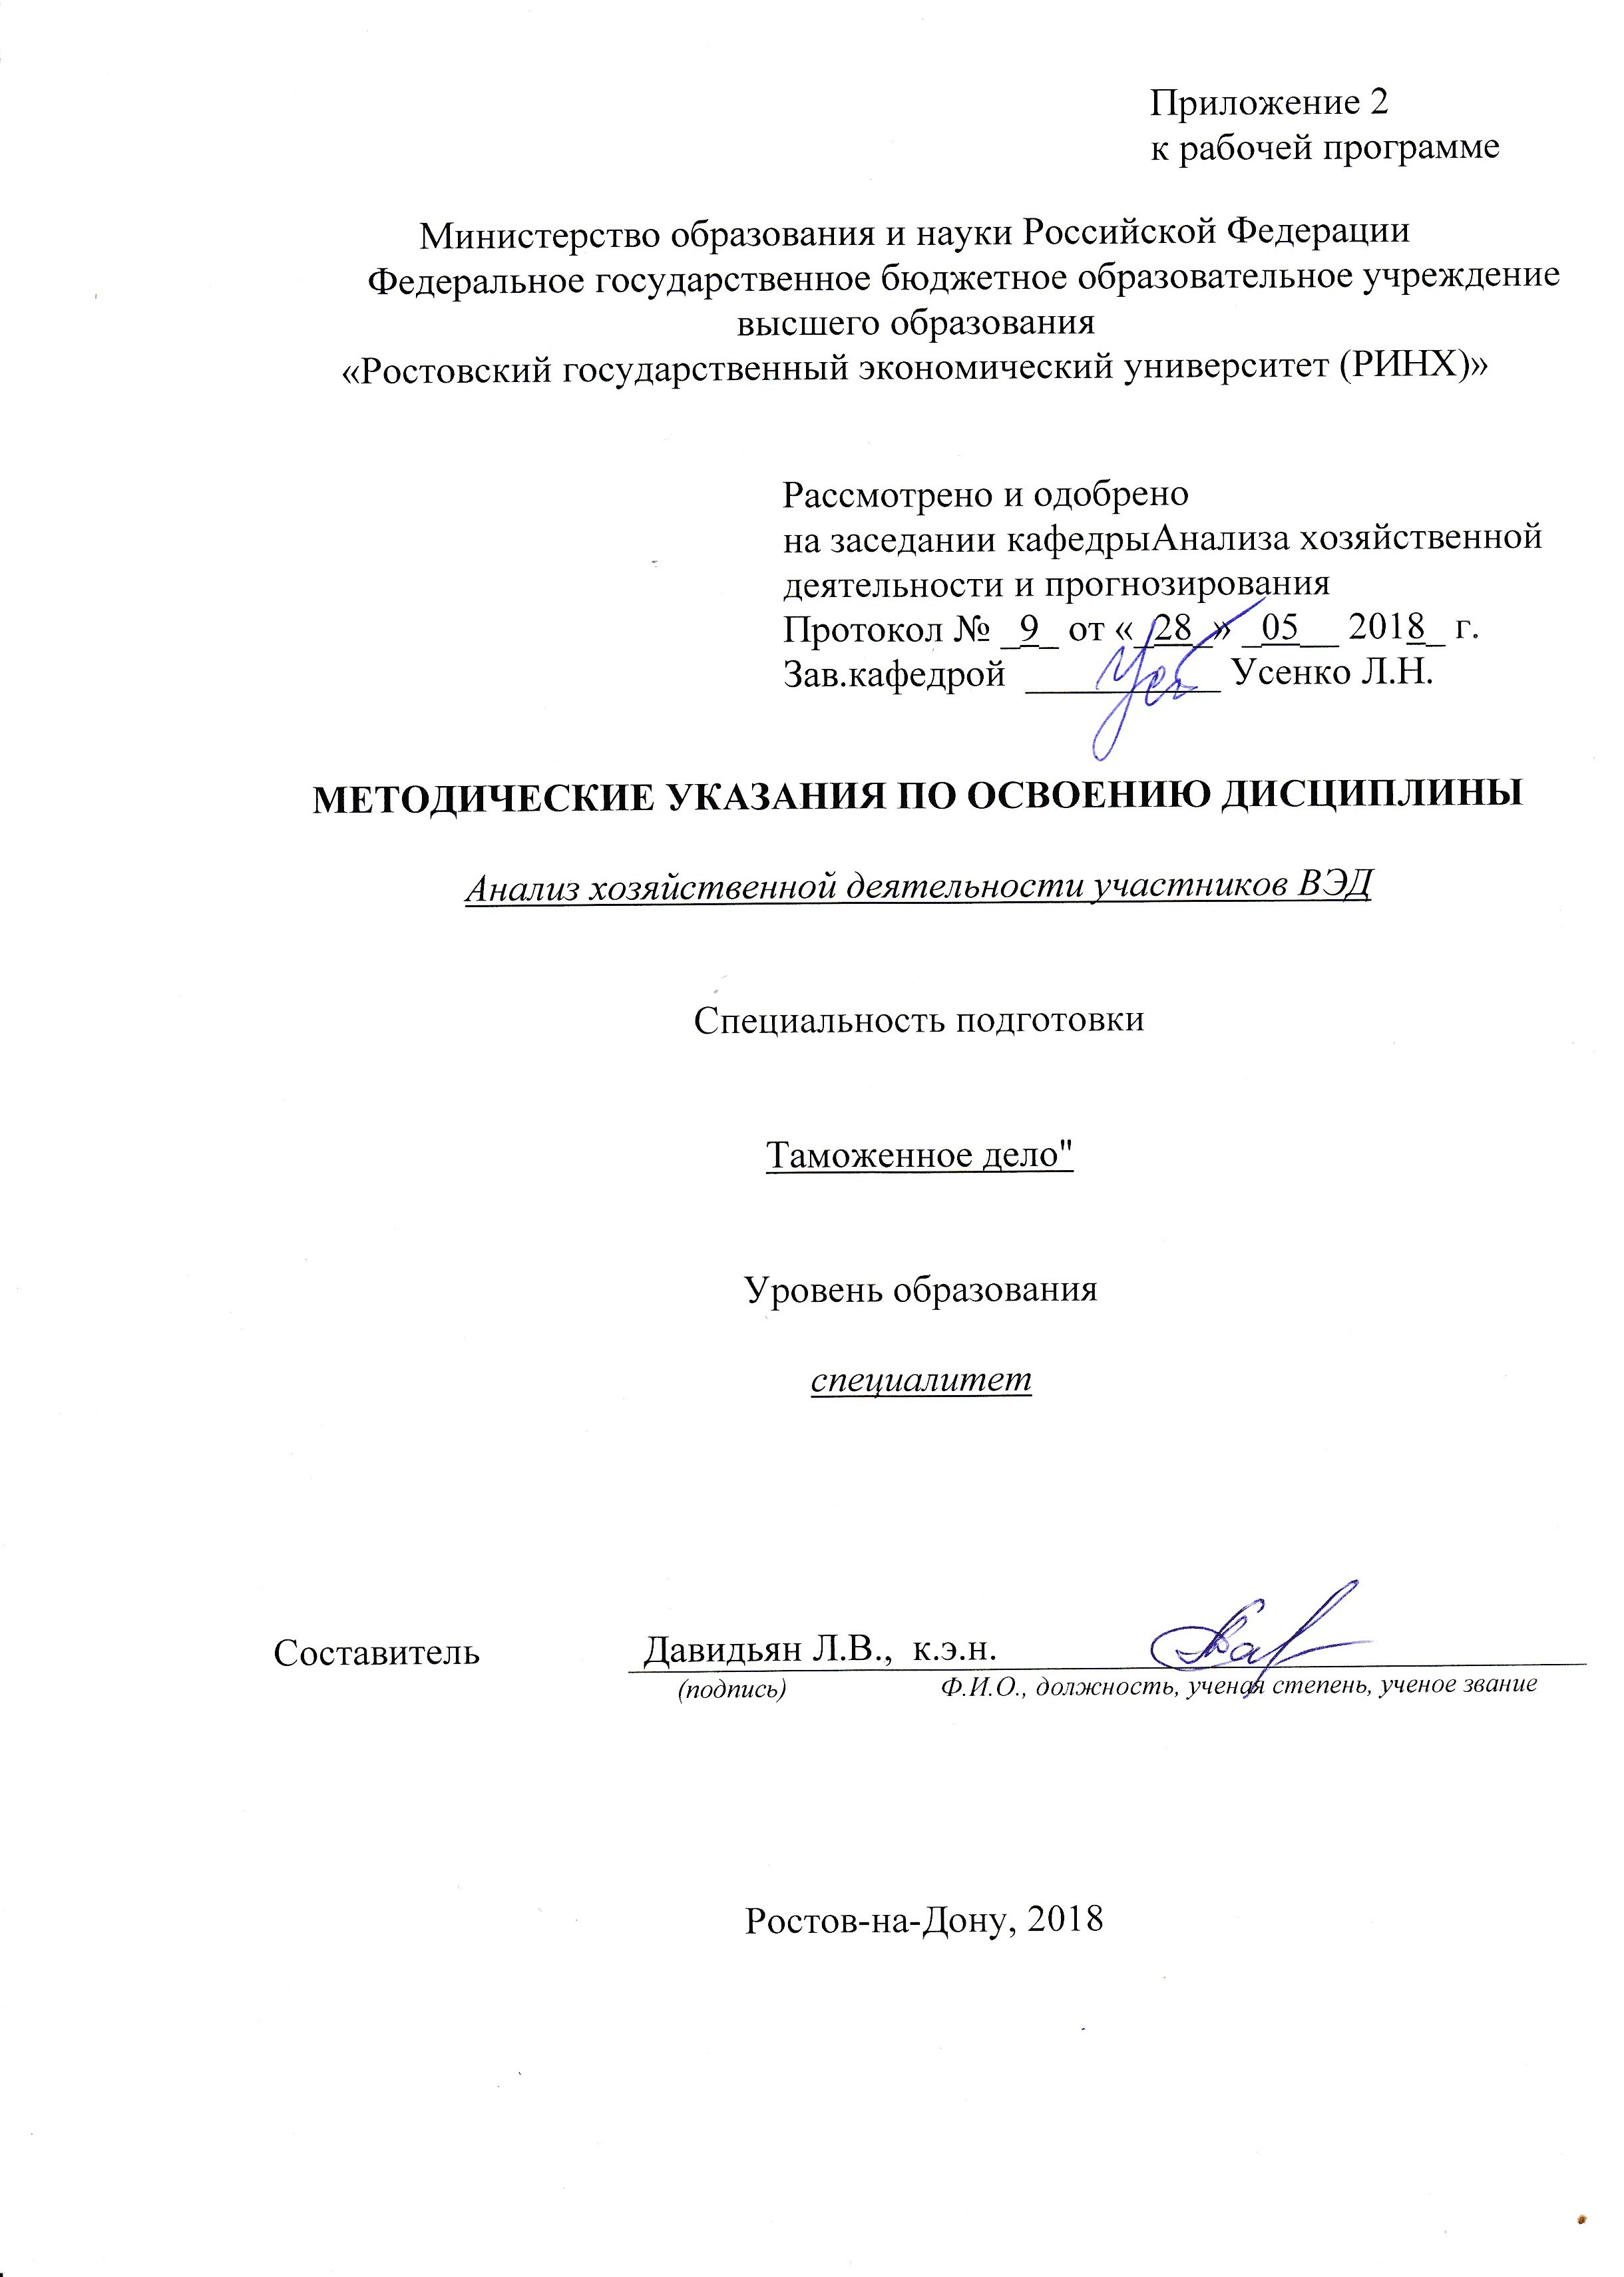 Приложение 2
к рабочей программе
Министерство образования и науки Российской Федерации
Федеральное государственное бюджетное образовательное учреждение
высшего образования
«Ростовский государственный экономический университет (РИНХ)»
Рассмотрено и одобрено
на заседании кафедрыАнализа хозяйственной
деятельности и прогнозирования
Протокол № _9_ от «_28_» _05__ 2018_ г.
Зав.кафедрой __________ Усенко Л.Н.
МЕТОДИЧЕСКИЕ УКАЗАНИЯ ПО ОСВОЕНИЮ ДИСЦИПЛИНЫ
Анализ хозяйственной деятельности участников ВЭД
Специальность подготовки
Таможенное дело"
Уровень образования
специалитет
Составитель Давидьян Л.В., к.э.н.
(подпись) Ф.И.О., должность, ученая степень, ученое звание
Ростов-на-Дону, 2018